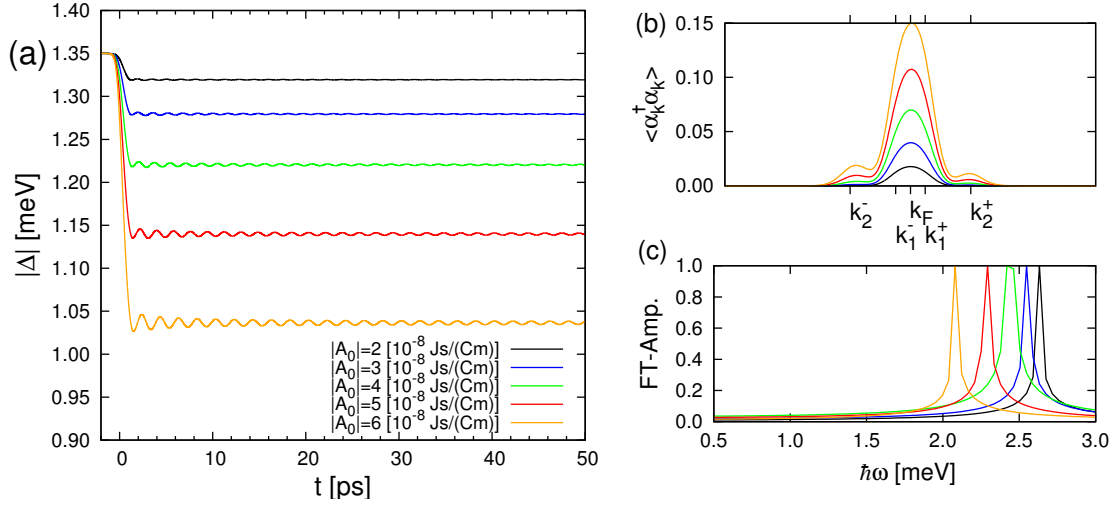 (a)
1.40
1.35
1.30
1.25
1.20
1.15
1.10
1.05
1.00
0.95
0.90
|Δ| [meV]
0 10 20 30 40 50
t [ps]
|A₀|=2 [10⁻⁸ Js/(Cm)]
|A₀|=3 [10⁻⁸ Js/(Cm)]
|A₀|=4 [10⁻⁸ Js/(Cm)]
|A₀|=5 [10⁻⁸ Js/(Cm)]
|A₀|=6 [10⁻⁸ Js/(Cm)]
(b)
0.15
0.10
0.05
0.00
<α†ₖαₖ>
k₂⁻ k₁⁻ k_F k₁⁺ k₂⁺
(c)
1.0
0.8
0.6
0.4
0.2
0.0
FT-Amp.
0.5 1.0 1.5 2.0 2.5 3.0
ħω [meV]